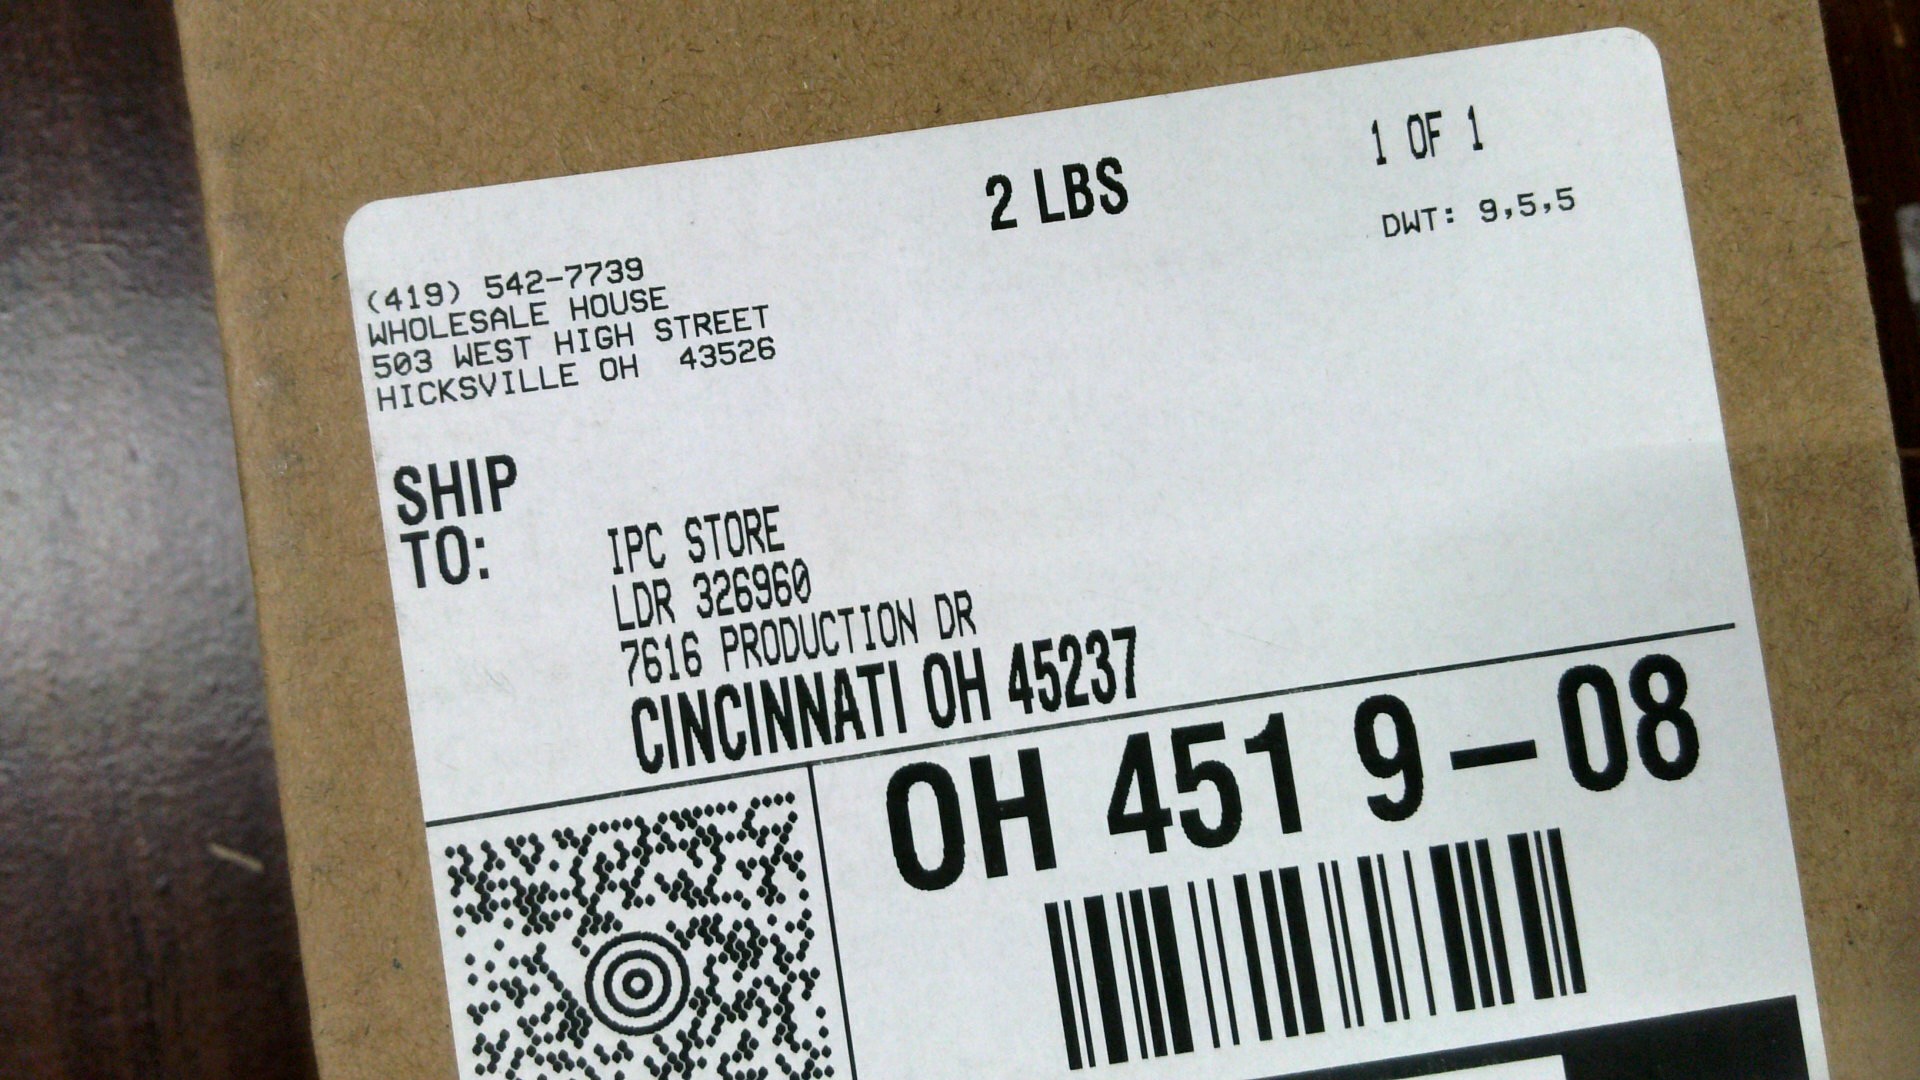 2 LBS
1 OF 1
DWT: 9,5,5
(419) 542-7739
WHOLESALE HOUSE
503 WEST HIGH STREET
HICKSVILLE OH 43526
SHIP
TO:
IPC STORE
LDR 326960
7616 PRODUCTION DR
CINCINNATI OH 45237
OH 451 9-08